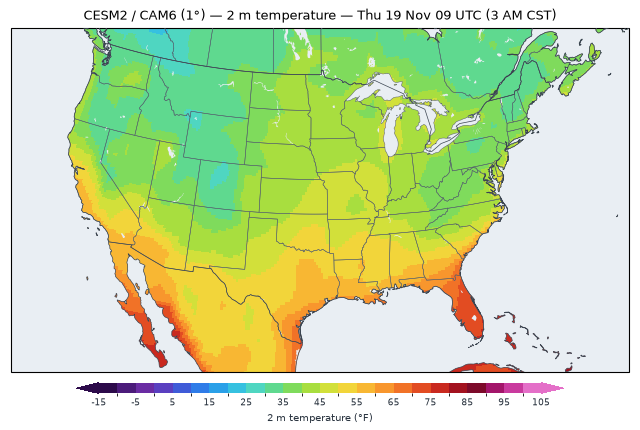 CESM2 / CAM6 (1°) — 2 m temperature — Thu 19 Nov 09 UTC (3 AM CST)
-15 -5 5 15 25 35 45 55 65 75 85 95 105
2 m temperature (°F)